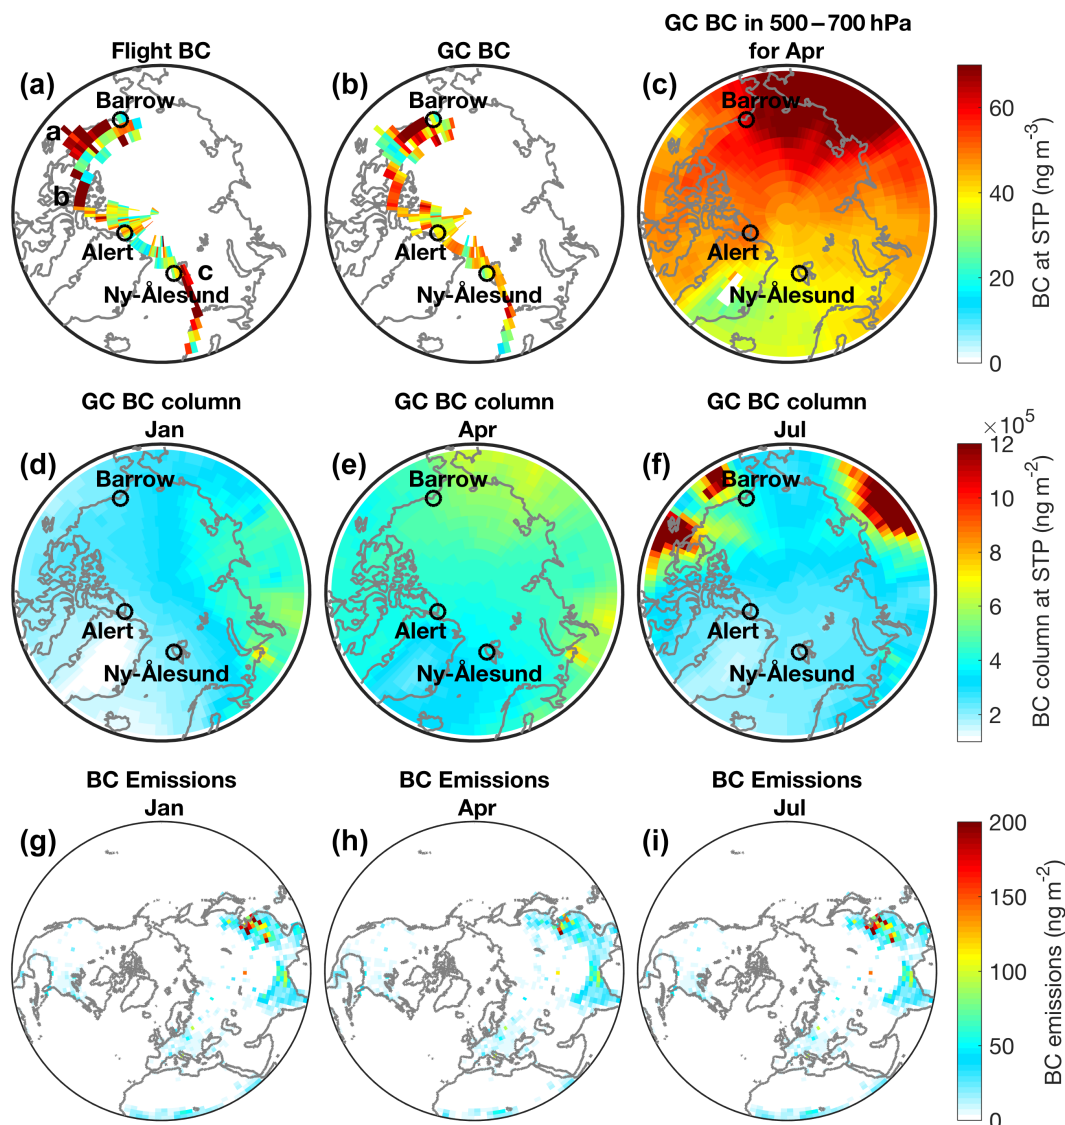 Flight BC
GC BC
GC BC in 500–700 hPa
for Apr
(a)
Barrow
a
b
Alert
c
Ny-Ålesund
(b)
Barrow
Alert
Ny-Ålesund
(c)
Barrow
Alert
Ny-Ålesund
60
40
20
0
BC at STP (ng m-3)
GC BC column
Jan
GC BC column
Apr
GC BC column
Jul
(d)
Barrow
Alert
Ny-Ålesund
(e)
Barrow
Alert
Ny-Ålesund
(f)
Barrow
Alert
Ny-Ålesund
×10⁵
12
10
8
6
4
2
BC column at STP (ng m-2)
BC Emissions
Jan
BC Emissions
Apr
BC Emissions
Jul
(g)
(h)
(i)
200
150
100
50
0
BC emissions (ng m-2)